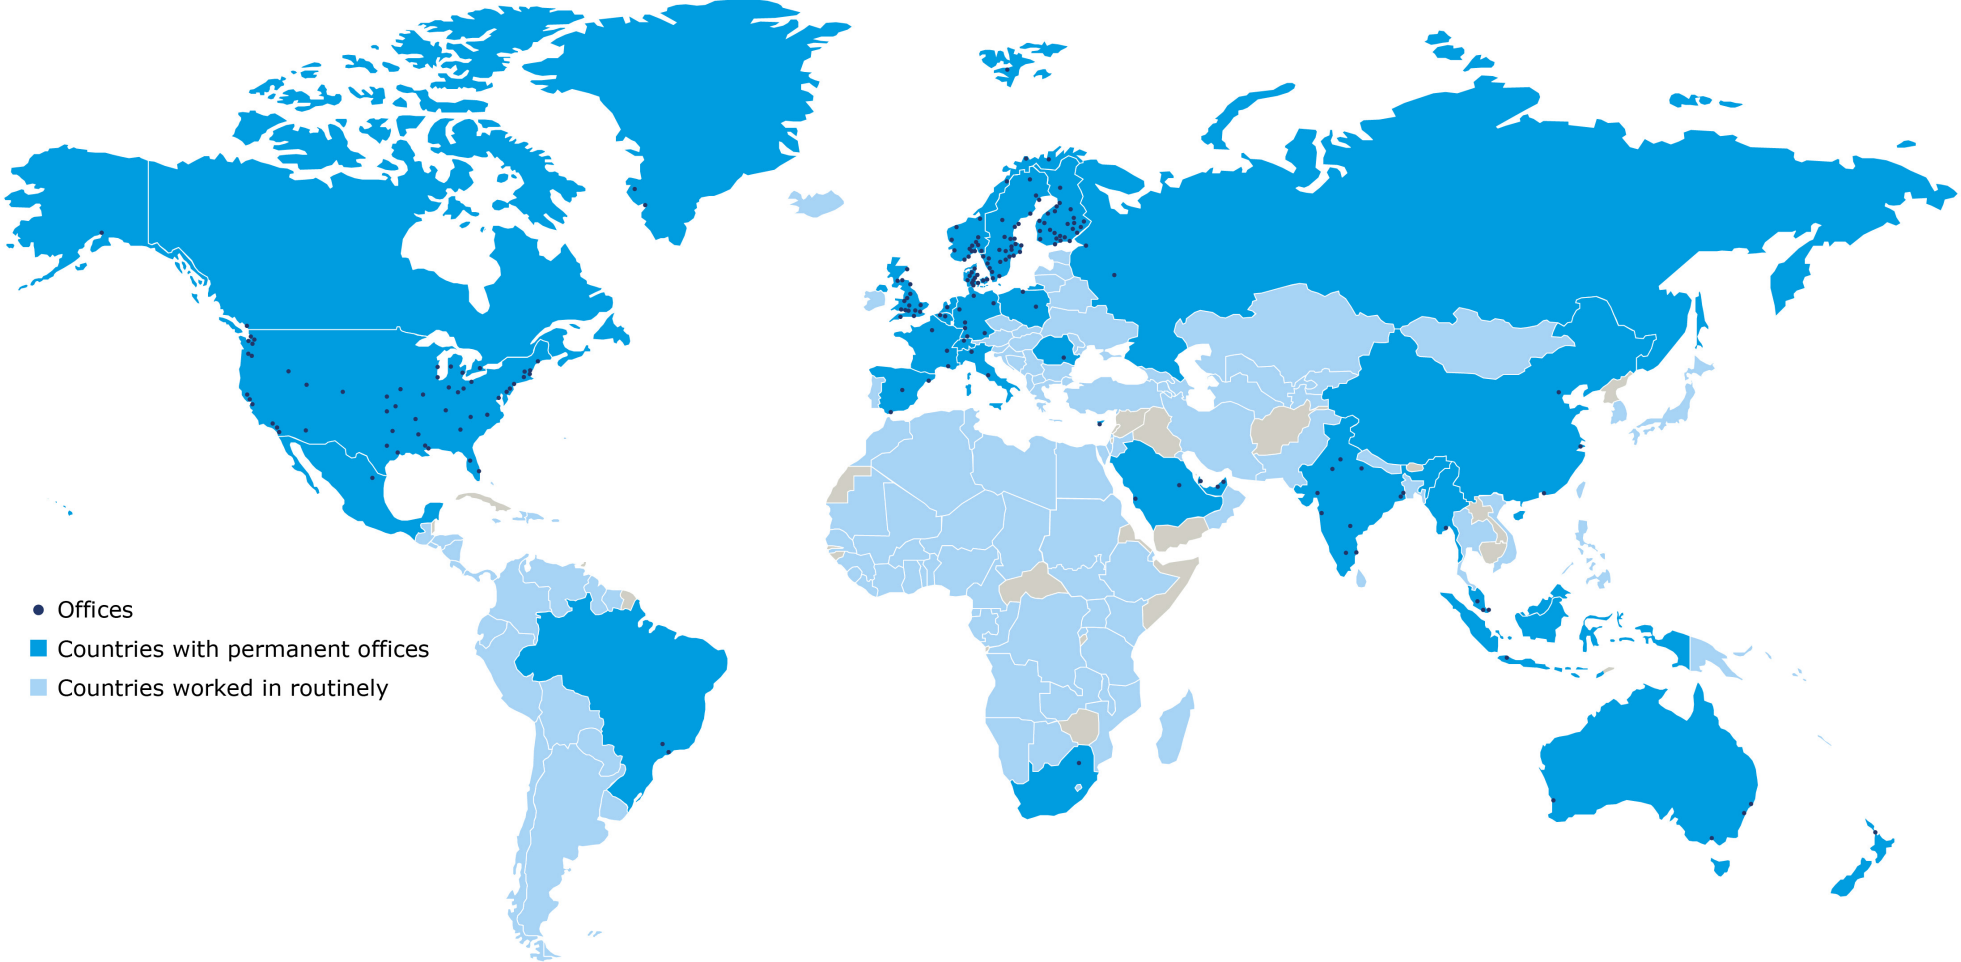 Offices
Countries with permanent offices
Countries worked in routinely